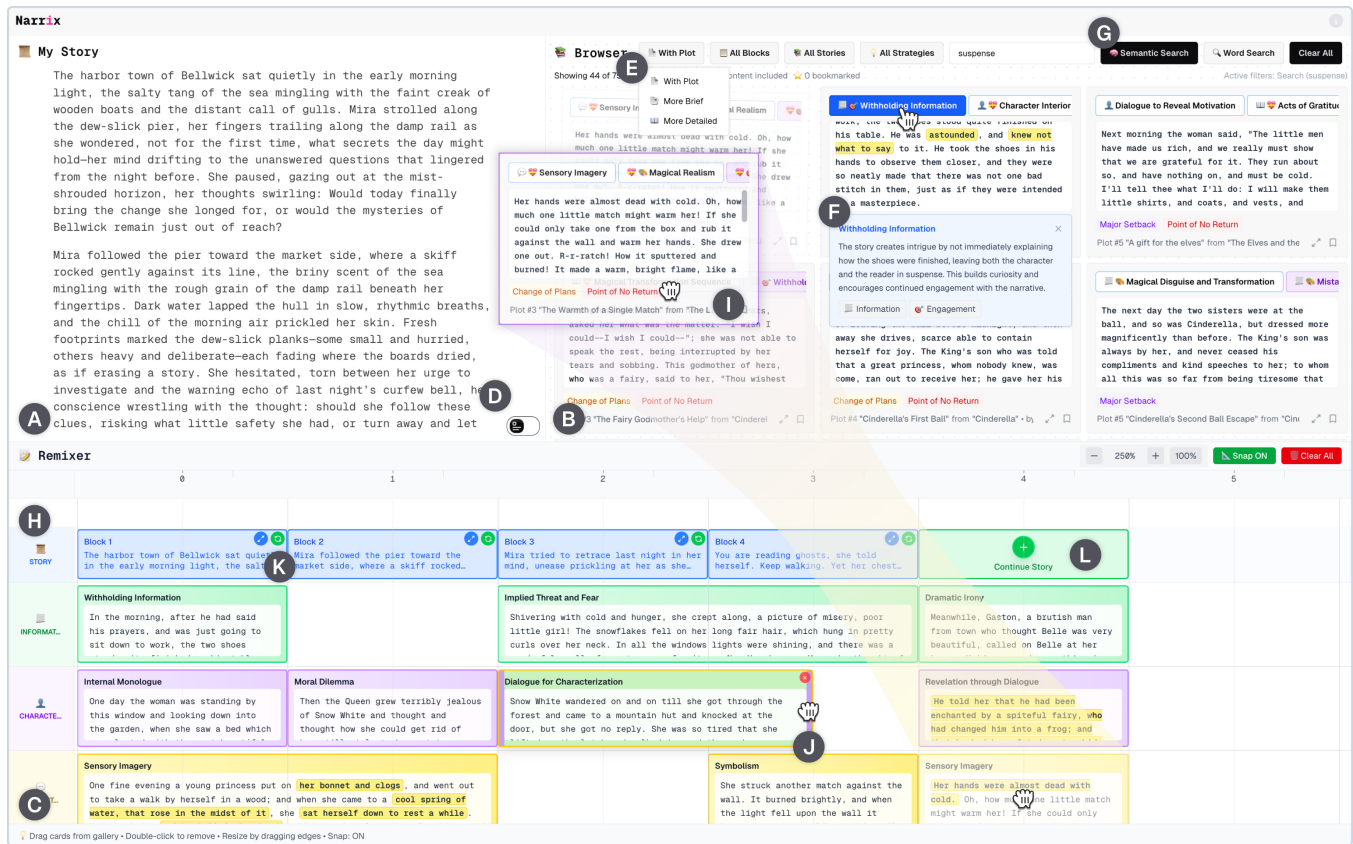 Narrix
i
My Story
The harbor town of Bellwick sat quietly in the early morning
light, the salty tang of the sea mingling with the faint creak of
wooden boats and the distant call of gulls. Mira strolled along
the dew-slick pier, her fingers trailing along the damp rail as
she wondered, not for the first time, what secrets the day might
hold—her mind drifting to the unanswered questions that lingered
from the night before. She paused, gazing out at the mist-
shrouded horizon, her thoughts swirling: Would today finally
bring the change she longed for, or would the mysteries of
Bellwick remain just out of reach?
Mira followed the pier toward the market side, where a skiff
rocked gently against its line, the briny scent of the sea
mingling with the rough grain of the damp rail beneath her
fingertips. Dark water lapped the hull in slow, rhythmic breaths,
and the chill of the morning air prickled her skin. Fresh
footprints marked the dew-slick planks—some small and hurried,
others heavy and deliberate—each fading where the boards dried,
as if erasing a story. She hesitated, torn between her urge to
investigate and the warning echo of last night's curfew bell, he
conscience wrestling with the thought: should she follow these
clues, risking what little safety she had, or turn away and let
A
D
Browser
With Plot
All Blocks
All Stories
All Strategies
suspense
G
Semantic Search
Word Search
Clear All
E
Showing 44 of 7
ontent included
0 bookmarked
Active filters: Search (suspense)
With Plot
More Brief
More Detailed
Sensory In
al Realism
Her hands were almost dead with cold. Oh, how
much one little match might warm her! If she
Sensory Imagery
Magical Realism
Her hands were almost dead with cold. Oh, how
much one little match might warm her! If she
could only take one from the box and rub it
against the wall and warm her hands. She drew
one out. R-r-ratch! How it sputtered and
burned! It made a warm, bright flame, like a
Change of Plans
Point of No Return
Plot #3 "The Warmth of a Single Match" from "The L
I
Withhold
asked her what was the matter. "I wish I
could--I wish I could--"; she was not able to
speak the rest, being interrupted by her
tears and sobbing. This godmother of hers,
who was a fairy, said to her, "Thou wishest
Change of Plans
Point of No Return
B
3 "The Fairy Godmother's Help" from "Cinderel
Withholding Information
Character Interior
work, the two shoes stood quite finished on
his table. He was astounded, and knew not
what to say to it. He took the shoes in his
hands to observe them closer, and they were
so neatly made that there was not one bad
stitch in them, just as if they were intended
a masterpiece.
F
Withholding Information
The story creates intrigue by not immediately explaining
how the shoes were finished, leaving both the character
and the reader in suspense. This builds curiosity and
encourages continued engagement with the narrative.
Information
Engagement
away she drives, scarce able to contain
herself for joy. The King's son who was told
that a great princess, whom nobody knew, was
come, ran out to receive her; he gave her his
Change of Plans
Point of No Return
Plot #4 "Cinderella's First Ball" from "Cinderella" • by
Dialogue to Reveal Motivation
Acts of Gratitud
Next morning the woman said, "The little men
have made us rich, and we really must show
that we are grateful for it. They run about
so, and have nothing on, and must be cold.
I'll tell thee what I'll do: I will make them
little shirts, and coats, and vests, and
Major Setback
Point of No Return
Plot #5 "A gift for the elves" from "The Elves and the
Magical Disguise and Transformation
Mista
The next day the two sisters were at the
ball, and so was Cinderella, but dressed more
magnificently than before. The King's son was
always by her, and never ceased his
compliments and kind speeches to her; to whom
all this was so far from being tiresome that
Major Setback
Plot #5 "Cinderella's Second Ball Escape" from "Cin
Remixer
250%
100%
Snap ON
Clear All
0 1 2 3 4 5
H
STORY
Block 1
The harbor town of Bellwick sat quiet
in the early morning light, the salt
K
Block 2
Mira followed the pier toward the
market side, where a skiff rocked…
Block 3
Mira tried to retrace last night in her
mind, unease prickling at her as she…
Block 4
You are reading ghosts, she told
herself. Keep walking. Yet her chest…
Continue Story
L
INFORMAT…
Withholding Information
In the morning, after he had said
his prayers, and was just going to
sit down to work, the two shoes
Implied Threat and Fear
Shivering with cold and hunger, she crept along, a picture of misery, poor
little girl! The snowflakes fell on her long fair hair, which hung in pretty
curls over her neck. In all the windows lights were shining, and there was a
Dramatic Irony
Meanwhile, Gaston, a brutish man
from town who thought Belle was very
beautiful, called on Belle at her
CHARACTE…
Internal Monologue
One day the woman was standing by
this window and looking down into
the garden, when she saw a bed which
Moral Dilemma
Then the Queen grew terribly jealous
of Snow White and thought and
thought how she could get rid of
Dialogue for Characterization
Snow White wandered on and on till she got through the
forest and came to a mountain hut and knocked at the
door, but she got no reply. She was so tired that she
J
Revelation through Dialogue
He told her that he had been
enchanted by a spiteful fairy, who
had changed him into a frog; and
C
Sensory Imagery
One fine evening a young princess put on her bonnet and clogs, and went out
to take a walk by herself in a wood; and when she came to a cool spring of
water, that rose in the midst of it, she sat herself down to rest a while.
Symbolism
She struck another match against the
wall. It burned brightly, and when
the light fell upon the wall it
Sensory Imagery
Her hands were almost dead with
cold. Oh, how much one little match
might warm her! If she could only
Drag cards from gallery • Double-click to remove • Resize by dragging edges • Snap: ON